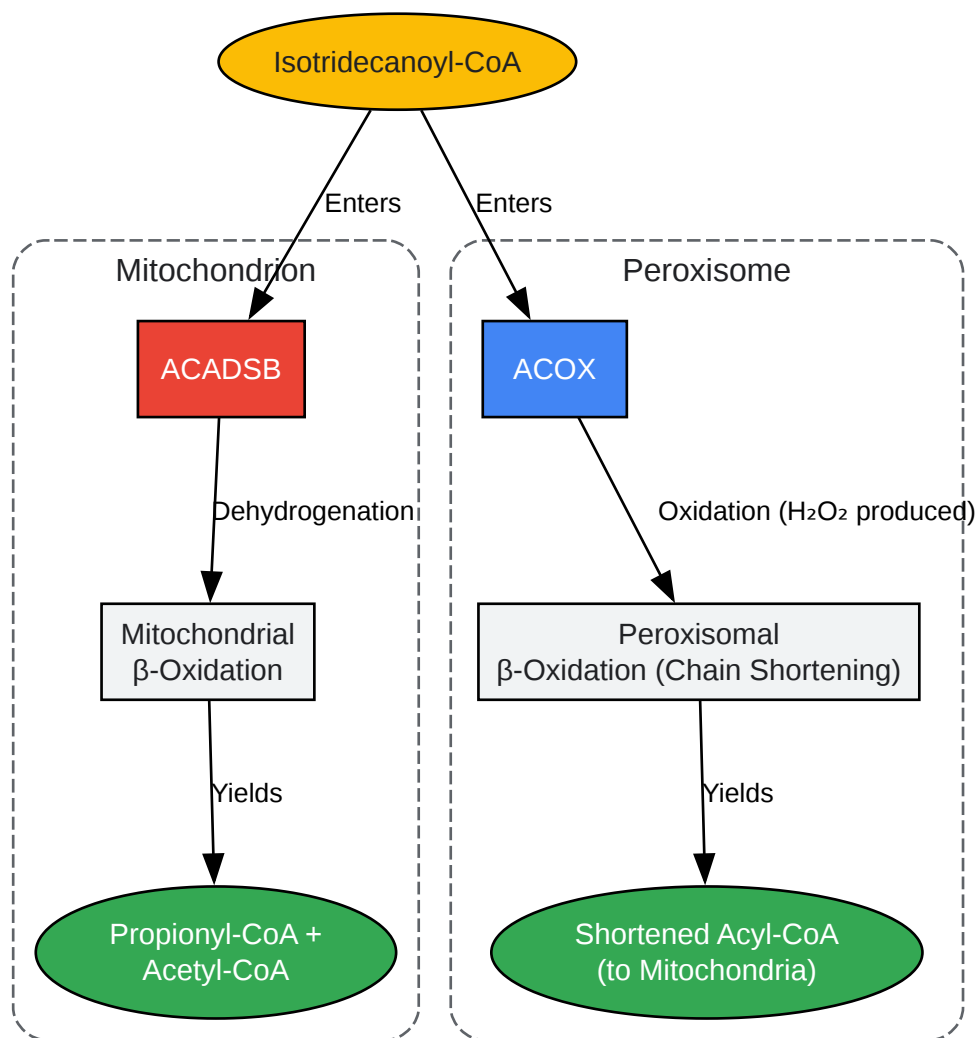 Isotridecanoyl-CoA
Enters
Enters
Mitochondrion
Peroxisome
ACADSB
ACOX
Dehydrogenation
Oxidation (H₂O₂ produced)
Mitochondrial
β-Oxidation
Peroxisomal
β-Oxidation (Chain Shortening)
Yields
Yields
Propionyl-CoA +
Acetyl-CoA
Shortened Acyl-CoA
(to Mitochondria)